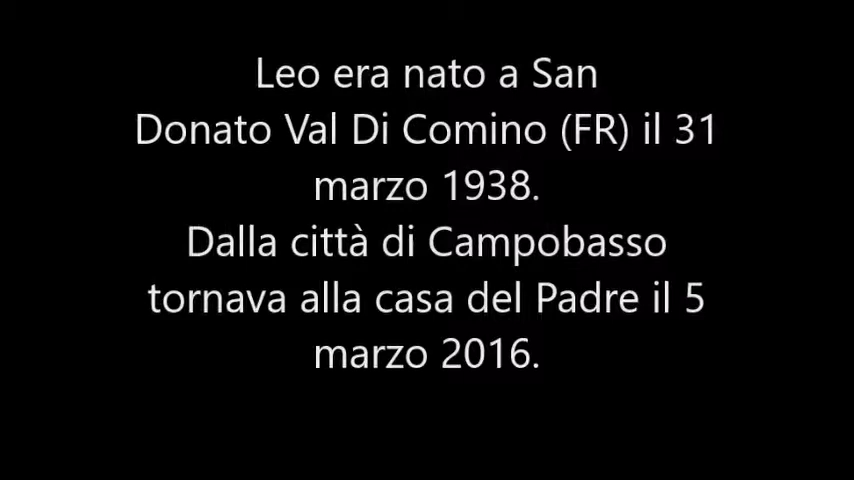 Leo era nato a San
Donato Val Di Comino (FR) il 31
marzo 1938.
Dalla città di Campobasso
tornava alla casa del Padre il 5
marzo 2016.